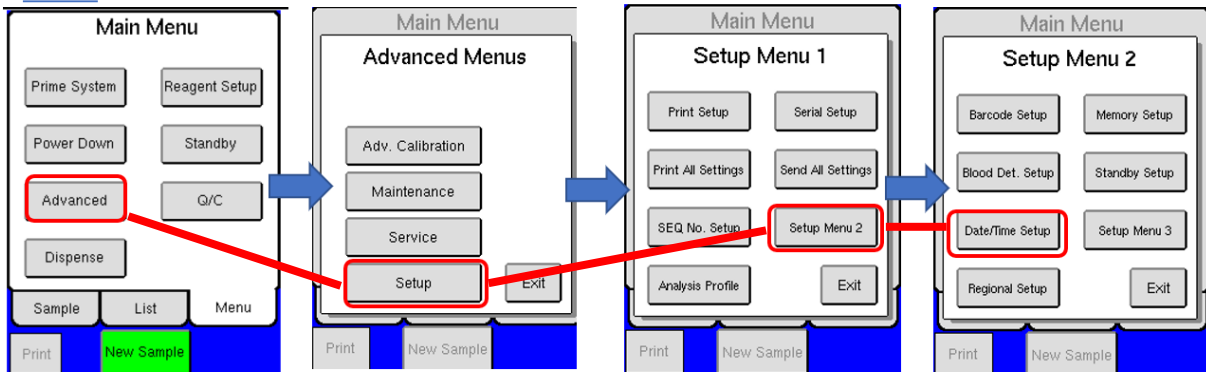 Main Menu
Prime System
Reagent Setup
Power Down
Standby
Advanced
Q/C
Dispense
Sample
List
Menu
Print
New Sample
Main Menu
Advanced Menus
Adv. Calibration
Maintenance
Service
Setup
Exit
Print
New Sample
Main Menu
Setup Menu 1
Print Setup
Serial Setup
Print All Settings
Send All Settings
SEQ No. Setup
Setup Menu 2
Analysis Profile
Exit
Print
New Sample
Main Menu
Setup Menu 2
Barcode Setup
Memory Setup
Blood Det. Setup
Standby Setup
Date/Time Setup
Setup Menu 3
Regional Setup
Exit
Print
New Sample